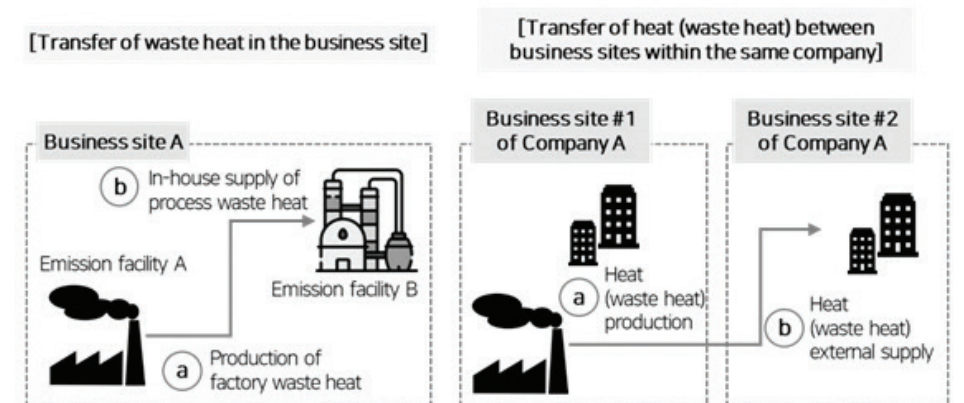 [Transfer of waste heat in the business site]
[Transfer of heat (waste heat) between
business sites within the same company]
Business site A
b
In-house supply of
process waste heat
Emission facility A
Emission facility B
a
Production of
factory waste heat
Business site #1
of Company A
Business site #2
of Company A
a
Heat
(waste heat)
production
b
Heat
(waste heat)
external supply